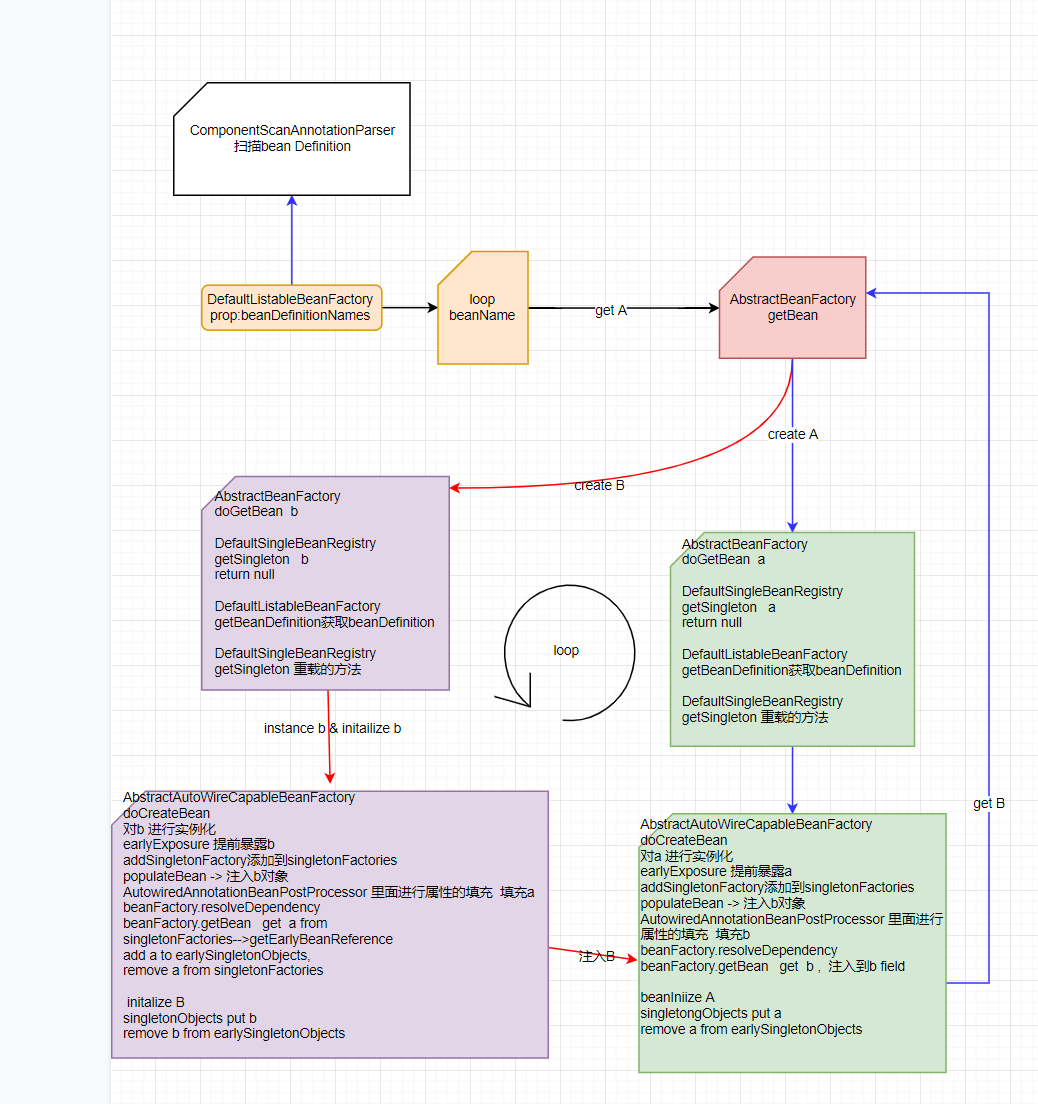 ComponentScanAnnotationParser
扫描bean Definition
DefaultListableBeanFactory
prop:beanDefinitionNames
loop
beanName
get A
AbstractBeanFactory
getBean
create A
create B
AbstractBeanFactory
doGetBean  b
DefaultSingleBeanRegistry
getSingleton   b
return null
DefaultListableBeanFactory
getBeanDefinition获取beanDefinition
DefaultSingleBeanRegistry
getSingleton 重载的方法
loop
AbstractBeanFactory
doGetBean  a
DefaultSingleBeanRegistry
getSingleton   a
return null
DefaultListableBeanFactory
getBeanDefinition获取beanDefinition
DefaultSingleBeanRegistry
getSingleton 重载的方法
instance b & initailize b
get B
AbstractAutoWireCapableBeanFactory
doCreateBean
对b 进行实例化
earlyExposure 提前暴露b
addSingletonFactory添加到singletonFactories
populateBean -> 注入b对象
AutowiredAnnotationBeanPostProcessor 里面进行属性的填充  填充a
beanFactory.resolveDependency
beanFactory.getBean   get  a from
singletonFactories-->getEarlyBeanReference
add a to earlySingletonObjects,
remove a from singletonFactories
initalize B
singletonObjects put b
remove b from earlySingletonObjects
注入B
AbstractAutoWireCapableBeanFactory
doCreateBean
对a 进行实例化
earlyExposure 提前暴露a
addSingletonFactory添加到singletonFactories
populateBean -> 注入b对象
AutowiredAnnotationBeanPostProcessor 里面进行
属性的填充  填充b
beanFactory.resolveDependency
beanFactory.getBean   get  b ,  注入到b field
beanIniize A
singletongObjects put a
remove a from earlySingletonObjects